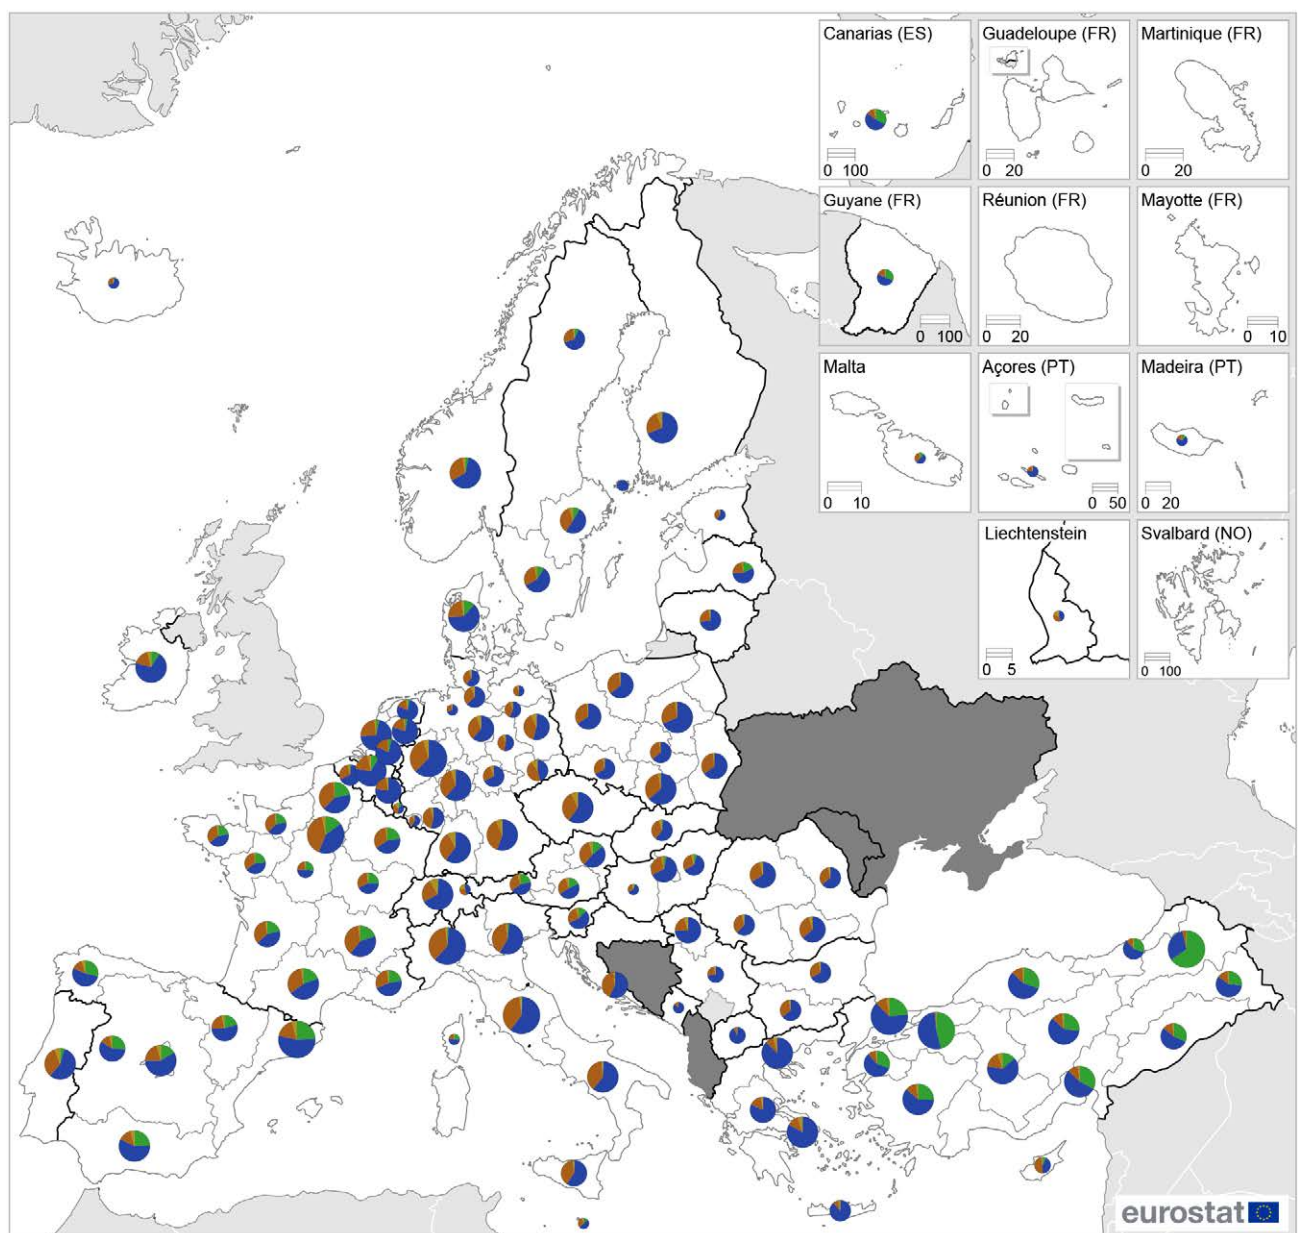 Canarias (ES)
0 100
Guadeloupe (FR)
0 20
Martinique (FR)
0 20
Guyane (FR)
0 100
Réunion (FR)
0 20
Mayotte (FR)
0 10
Malta
0 10
Açores (PT)
0 50
Madeira (PT)
0 20
Liechtenstein
0 5
Svalbard (NO)
0 100
eurostat